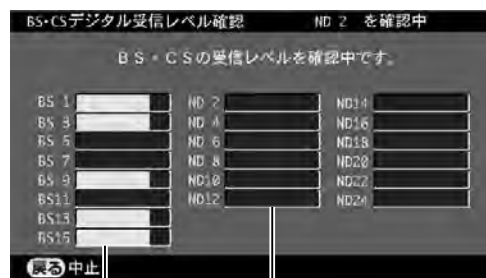 BS・CSデジタル受信レベル確認 ND 2 を確認中
BS・CSの受信レベルを確認中です。
BS 1 ND 2 ND14
BS 3 ND 4 ND16
BS 5 ND 6 ND18
BS 7 ND 8 ND20
BS 9 ND10 ND22
BS11 ND12 ND24
BS13
BS15
戻る 中止